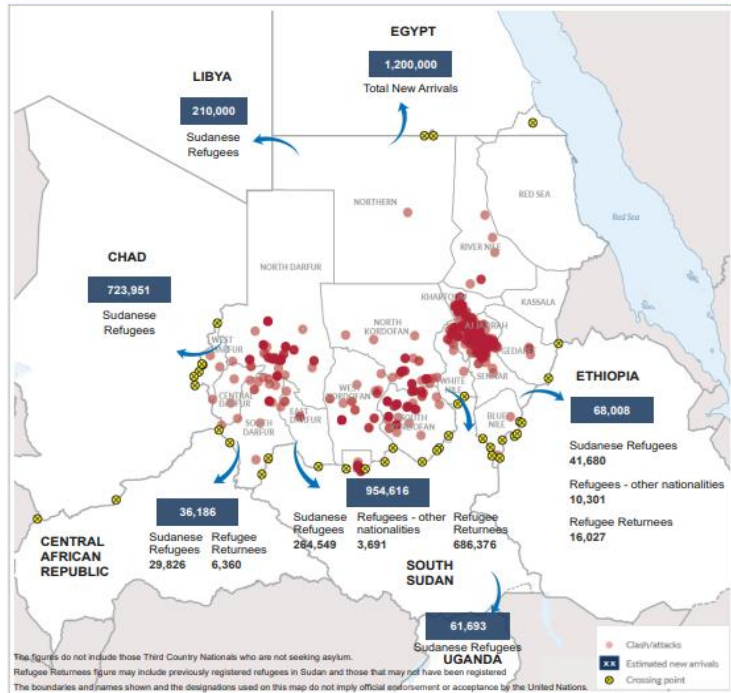 EGYPT
1,200,000
Total New Arrivals
LIBYA
210,000
Sudanese
Refugees
RED SEA
Red Sea
NORTHERN
RIVER NILE
CHAD
723,951
Sudanese
Refugees
NORTH DARFUR
KHARTOUM
KASSALA
NORTH
KORDOFAN
AJ JAZIRAH
GEDAREF
WEST
DARFUR
SENNAR
WHITE
NILE
WEST
KORDOFAN
CENTRAL
DARFUR
EAST
DARFUR
SOUTH
KORDOFAN
SOUTH
DARFUR
BLUE
NILE
ETHIOPIA
68,008
Sudanese Refugees
41,680
Refugees - other nationalities
10,301
Refugee Returnees
16,027
36,186
Sudanese
Refugees
29,826
Refugee
Returnees
6,360
954,616
Sudanese
Refugees
264,549
Refugees - other
nationalities
3,691
Refugee
Returnees
686,376
CENTRAL
AFRICAN
REPUBLIC
SOUTH
SUDAN
61,693
Sudanese Refugees
UGANDA
Clash/attacks
XX Estimated new arrivals
Crossing point
The figures do not include those Third Country Nationals who are not seeking asylum.
Refugee Returnees figure may include previously registered refugees in Sudan and those that may not have been registered
The boundaries and names shown and the designations used on this map do not imply official endorsement or acceptance by the United Nations.